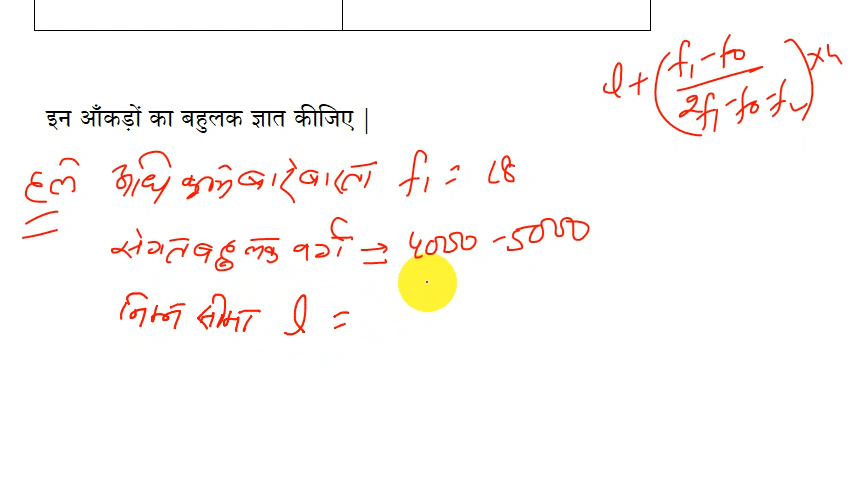 l + (f₁ - f₀ / 2f₁ - f₀ - f₂) × h
इन आँकड़ों का बहुलक ज्ञात कीजिए |
हल अधिकतम बारंबारता f₁ = 18
संगत बहुलक वर्ग ⇒ 4000 - 5000
निम्न सीमा l =